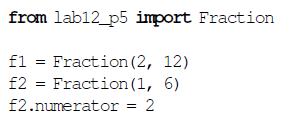 from lab12_p5 import Fraction
f1 = Fraction(2, 12)
f2 = Fraction(1, 6)
f2.numerator = 2